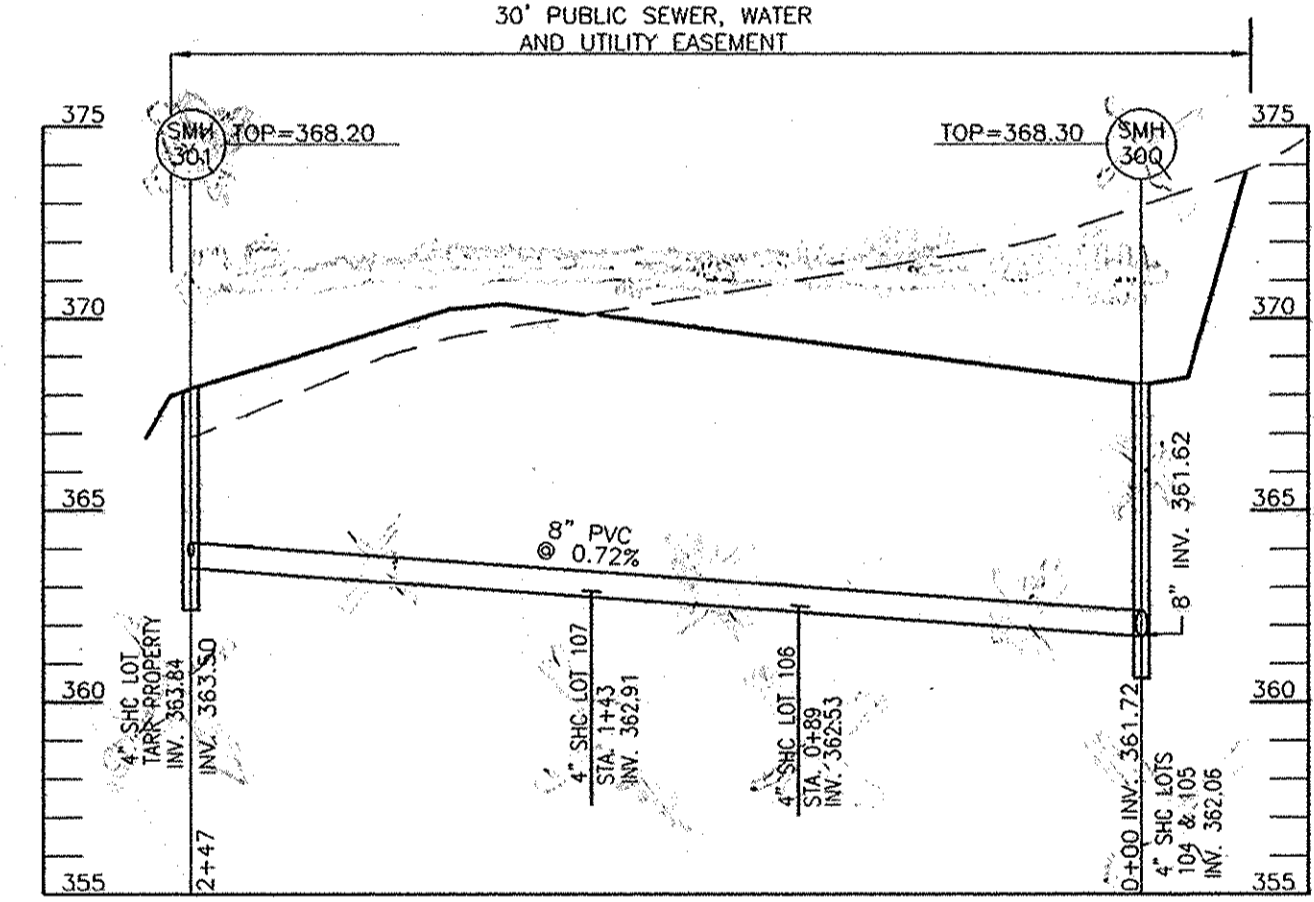 30' PUBLIC SEWER, WATER
AND UTILITY EASEMENT
375
SMH
301
TOP=368.20
TOP=368.30
SMH
300
375
370
370
365
365
8" PVC
@ 0.72%
8" INV. 361.62
360
360
4" SHC LOT
TARR PROPERTY
INV. 363.84
INV. 363.50
2+47
4" SHC LOT 107
STA. 1+43
INV. 362.91
4" SHC LOT 106
STA. 0+89
INV. 362.53
0+00 INV. 361.72
4" SHC LOTS
104 & 105
INV. 362.06
355
355